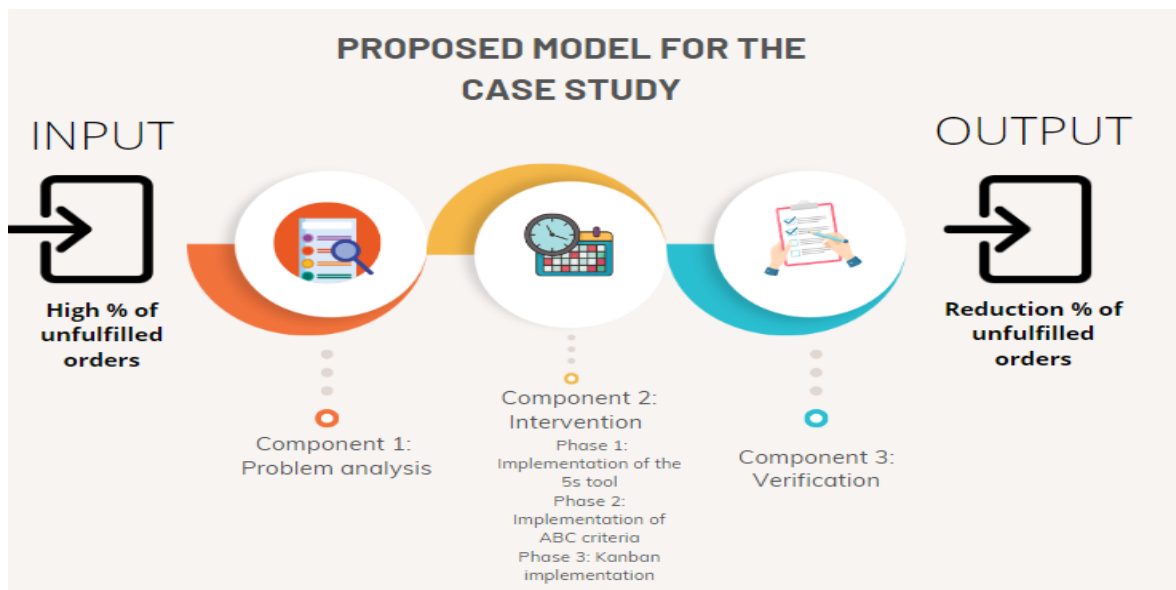 PROPOSED MODEL FOR THE
CASE STUDY
INPUT
High % of
unfulfilled
orders
Component 1:
Problem analysis
Component 2:
Intervention
Phase 1:
Implementation of the
5s tool
Phase 2:
Implementation of
ABC criteria
Phase 3: Kanban
implementation
Component 3:
Verification
OUTPUT
Reduction % of
unfulfilled
orders